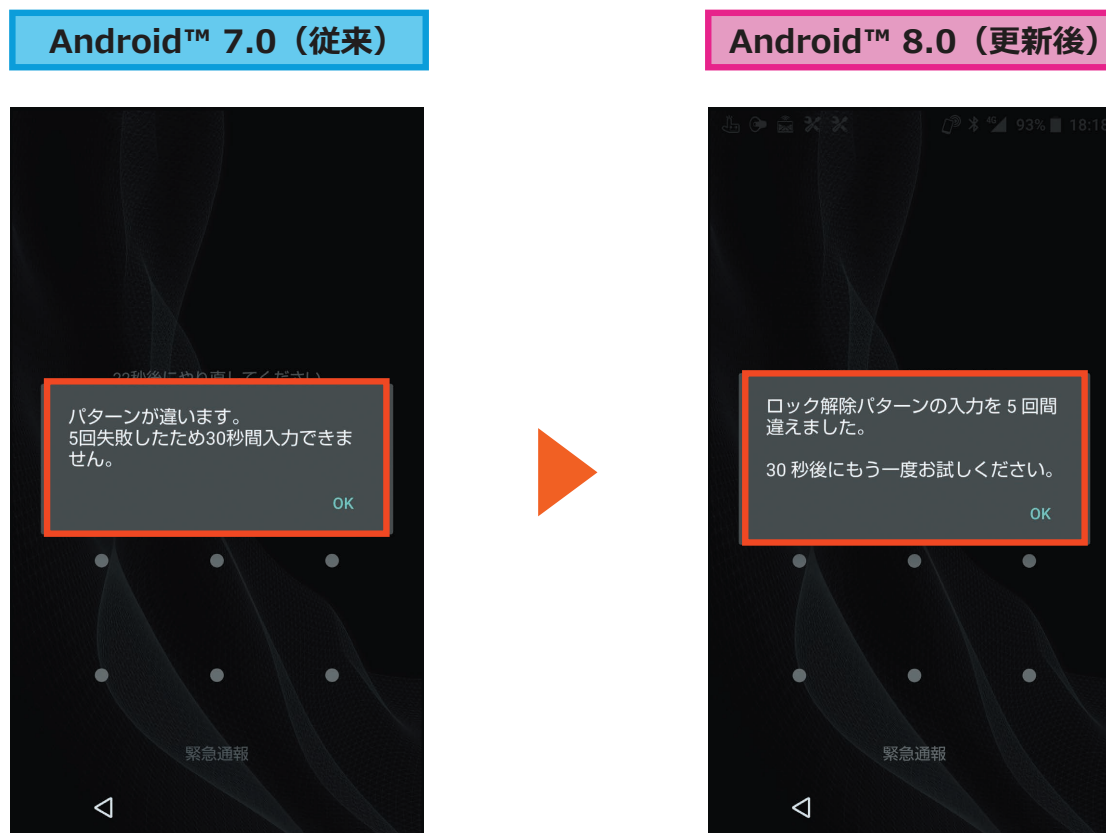 Android™ 7.0（従来）
Android™ 8.0（更新後）
パターンが違います。
5回失敗したため30秒間入力できま
せん。
OK
緊急通報
93%
18:18
ロック解除パターンの入力を 5 回間
違えました。
30 秒後にもう一度お試しください。
OK
緊急通報